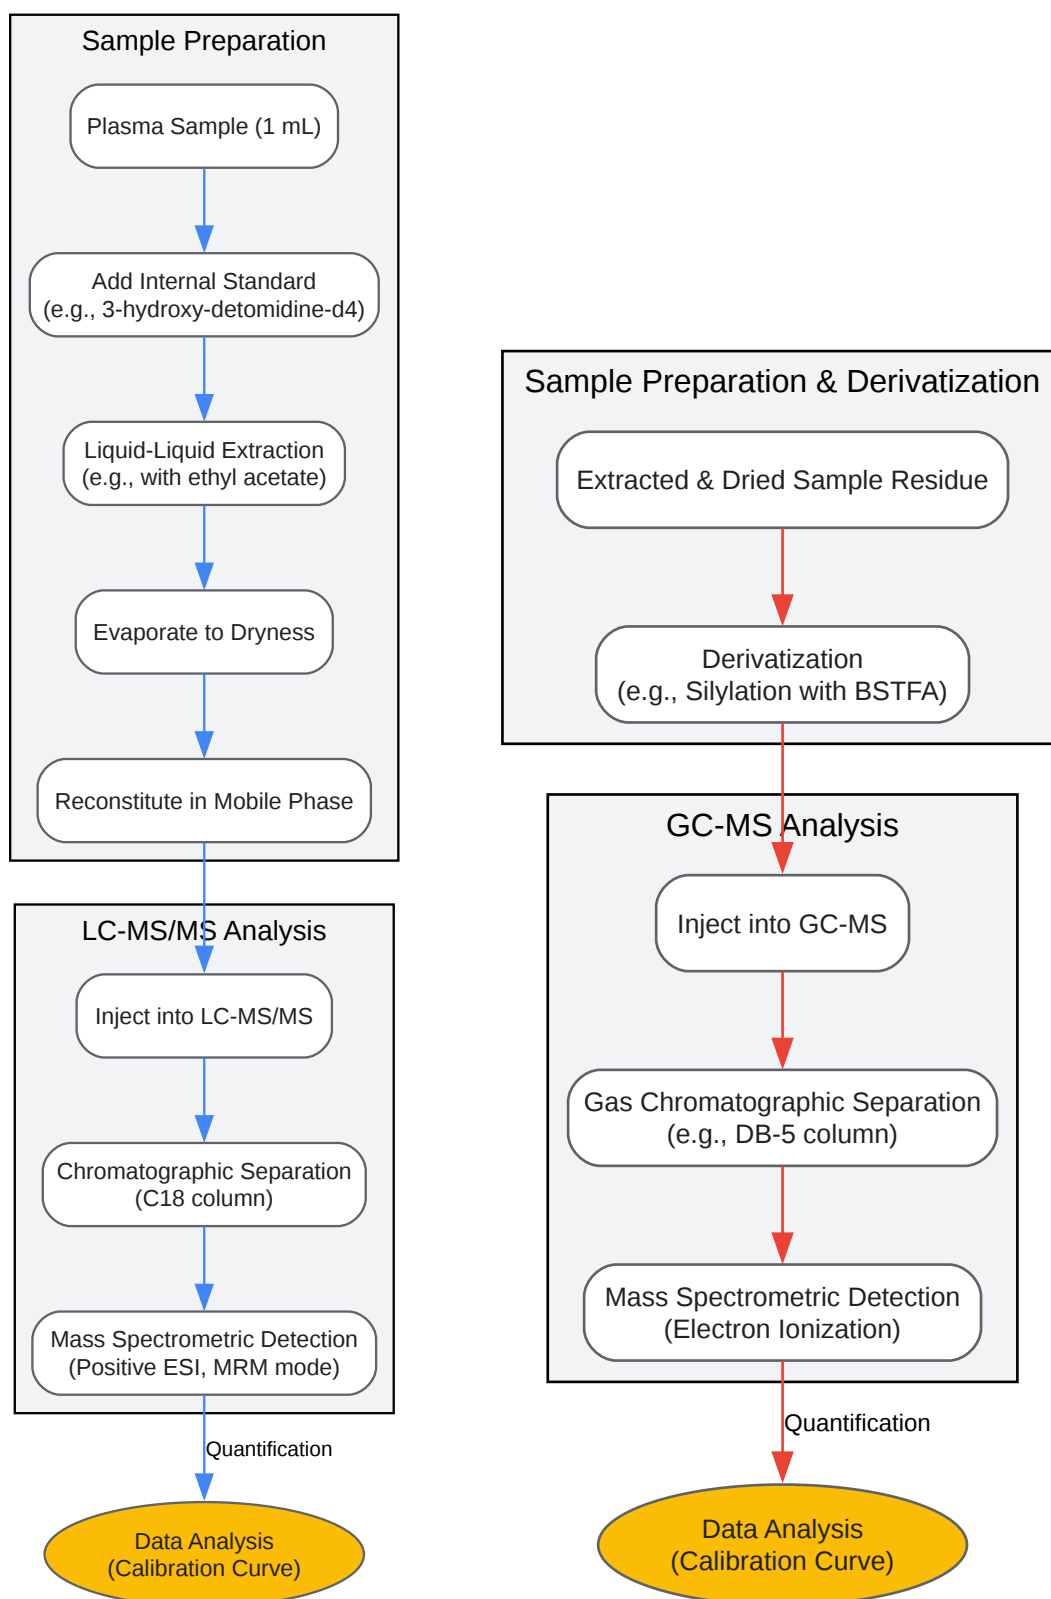 Sample Preparation
Plasma Sample (1 mL)
Add Internal Standard
(e.g., 3-hydroxy-detomidine-d4)
Liquid-Liquid Extraction
(e.g., with ethyl acetate)
Evaporate to Dryness
Reconstitute in Mobile Phase
LC-MS/MS Analysis
Inject into LC-MS/MS
Chromatographic Separation
(C18 column)
Mass Spectrometric Detection
(Positive ESI, MRM mode)
Quantification
Data Analysis
(Calibration Curve)
Sample Preparation & Derivatization
Extracted & Dried Sample Residue
Derivatization
(e.g., Silylation with BSTFA)
GC-MS Analysis
Inject into GC-MS
Gas Chromatographic Separation
(e.g., DB-5 column)
Mass Spectrometric Detection
(Electron Ionization)
Quantification
Data Analysis
(Calibration Curve)